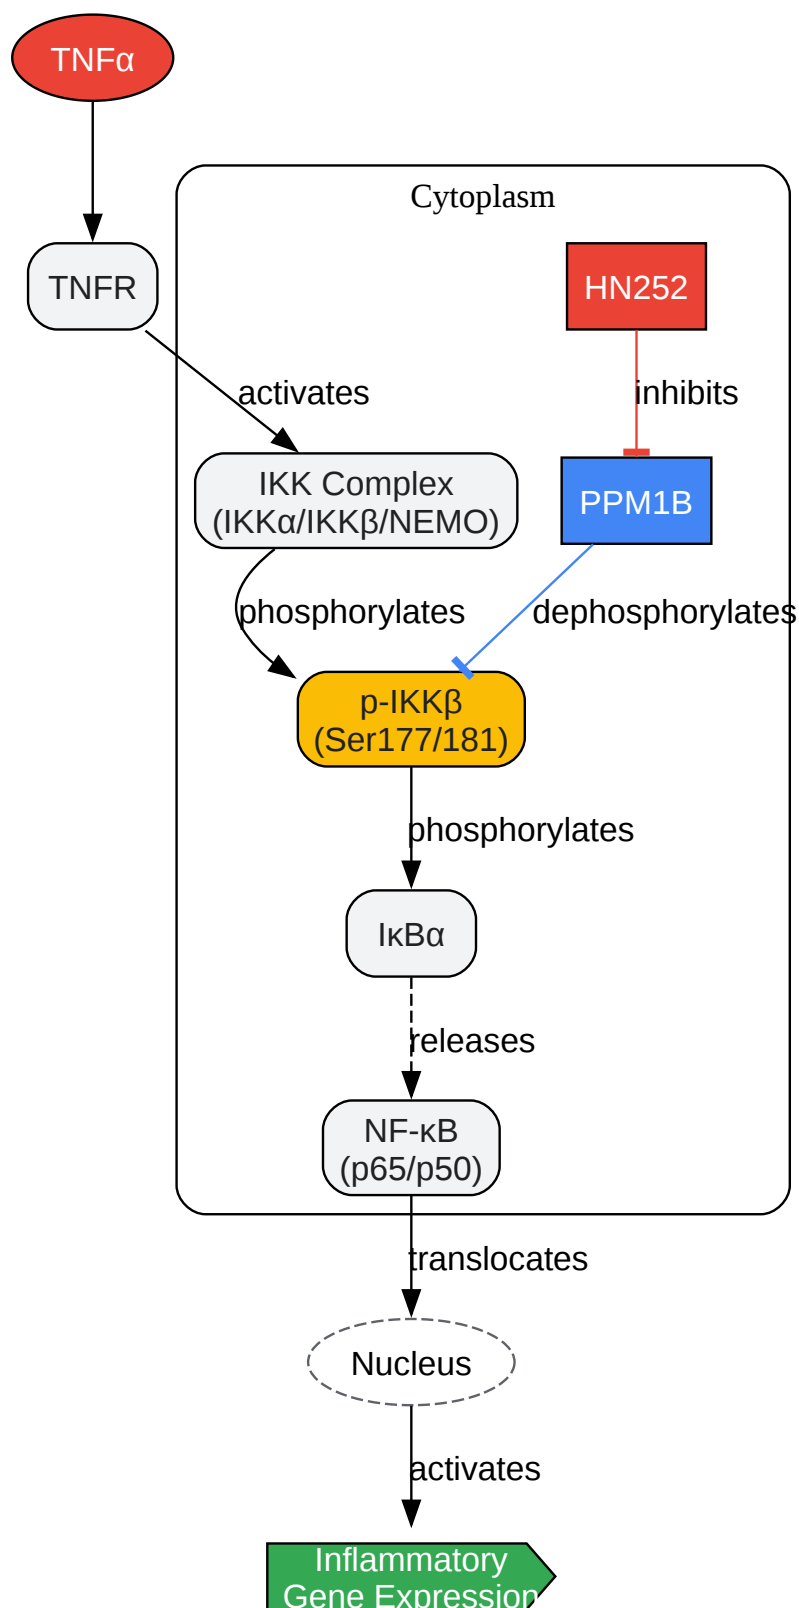 TNFα
Cytoplasm
TNFR
HN252
activates
inhibits
IKK Complex
(IKKα/IKKβ/NEMO)
PPM1B
phosphorylates
dephosphorylates
p-IKKβ
(Ser177/181)
phosphorylates
IκBα
releases
NF-κB
(p65/p50)
translocates
Nucleus
activates
Inflammatory
Gene Expression